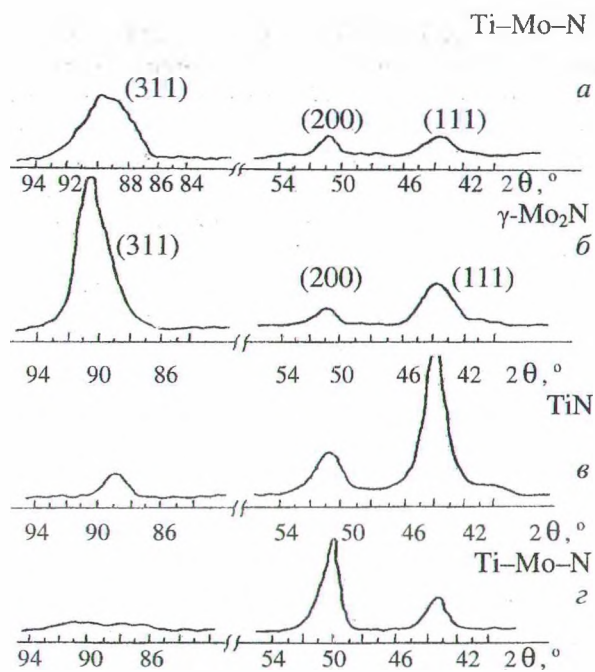 Ti–Mo–N
(311)
(200)
(111)
а
94 92 88 86 84
54 50 46 42 2θ, °
γ-Mo₂N
(311)
(200)
(111)
б
94 90 86
54 50 46 42 2θ, °
TiN
в
94 90 86
54 50 46 42 2θ, °
Ti–Mo–N
г
94 90 86
54 50 46 42 2θ, °